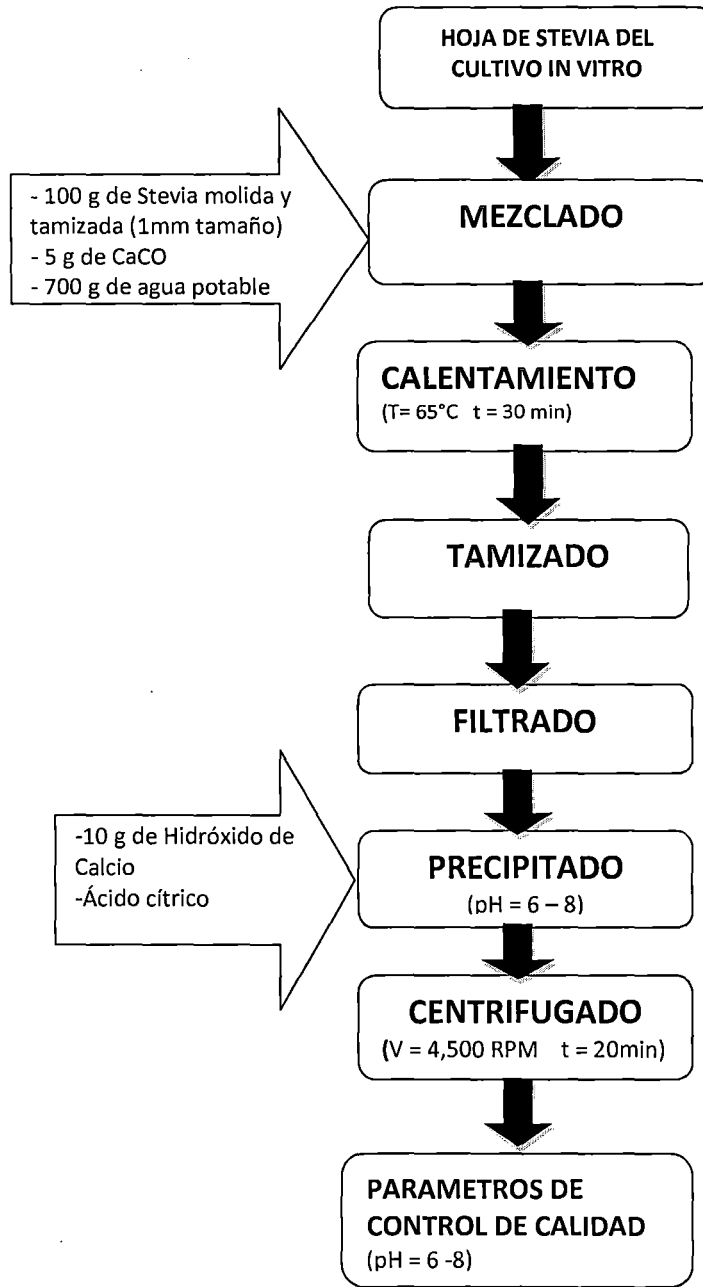 HOJA DE STEVIA DEL
CULTIVO IN VITRO
- 100 g de Stevia molida y
tamizada (1mm tamaño)
- 5 g de CaCO
- 700 g de agua potable
MEZCLADO
CALENTAMIENTO
(T= 65°C t = 30 min)
TAMIZADO
FILTRADO
-10 g de Hidróxido de
Calcio
-Ácido cítrico
PRECIPITADO
(pH = 6 – 8)
CENTRIFUGADO
(V = 4,500 RPM t = 20min)
PARAMETROS DE
CONTROL DE CALIDAD
(pH = 6 -8)